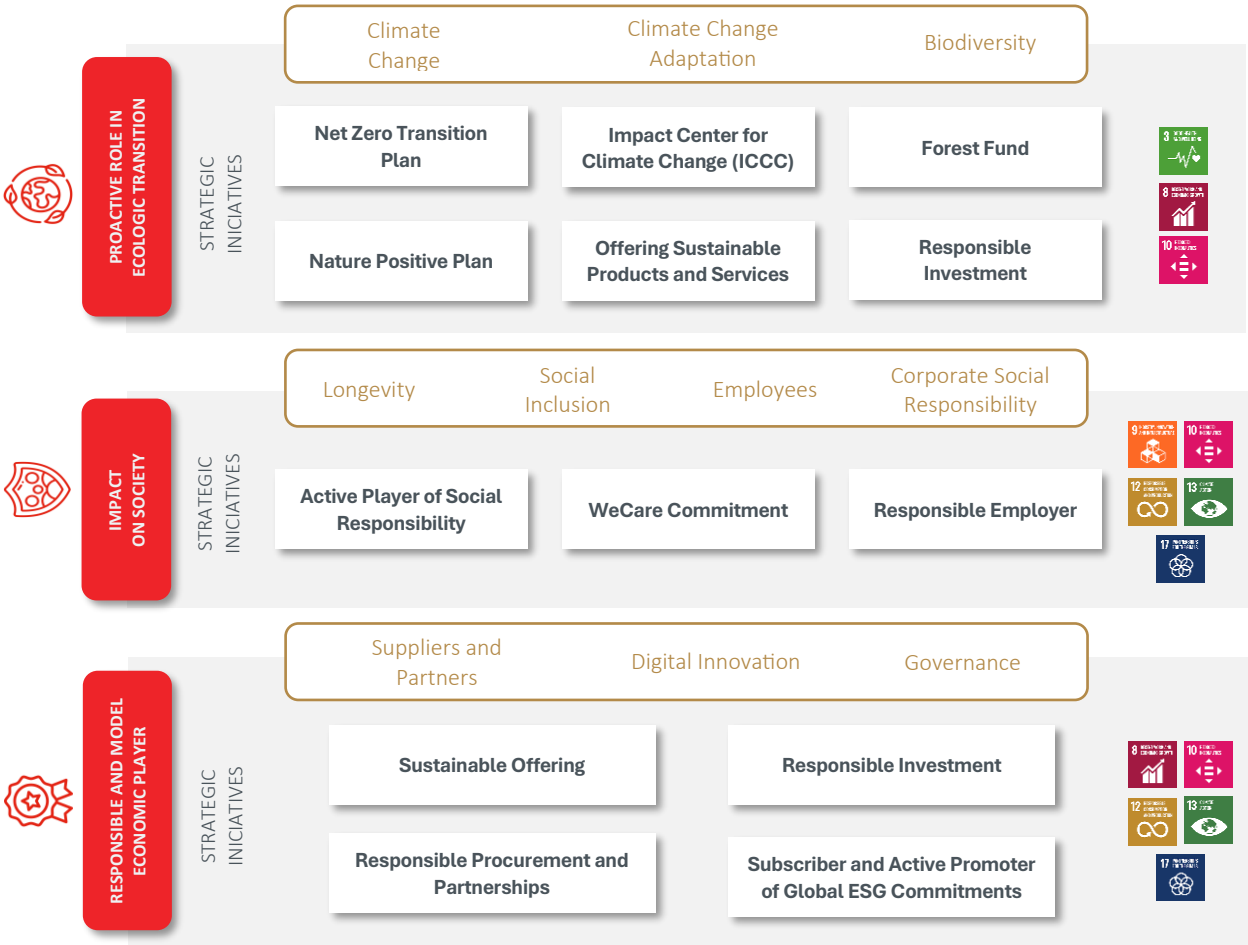 PROACTIVE ROLE IN
ECOLOGIC TRANSITION
STRATEGIC
INICIATIVES
Climate
Change
Climate Change
Adaptation
Biodiversity
Net Zero Transition
Plan
Impact Center for
Climate Change (ICCC)
Forest Fund
Nature Positive Plan
Offering Sustainable
Products and Services
Responsible
Investment
3
8
10
IMPACT
ON SOCIETY
STRATEGIC
INICIATIVES
Longevity
Social
Inclusion
Employees
Corporate Social
Responsibility
Active Player of Social
Responsibility
WeCare Commitment
Responsible Employer
9
10
12
13
17
RESPONSIBLE AND MODEL
ECONOMIC PLAYER
STRATEGIC
INICIATIVES
Suppliers and
Partners
Digital Innovation
Governance
Sustainable Offering
Responsible Investment
Responsible Procurement and
Partnerships
Subscriber and Active Promoter
of Global ESG Commitments
8
10
12
13
17